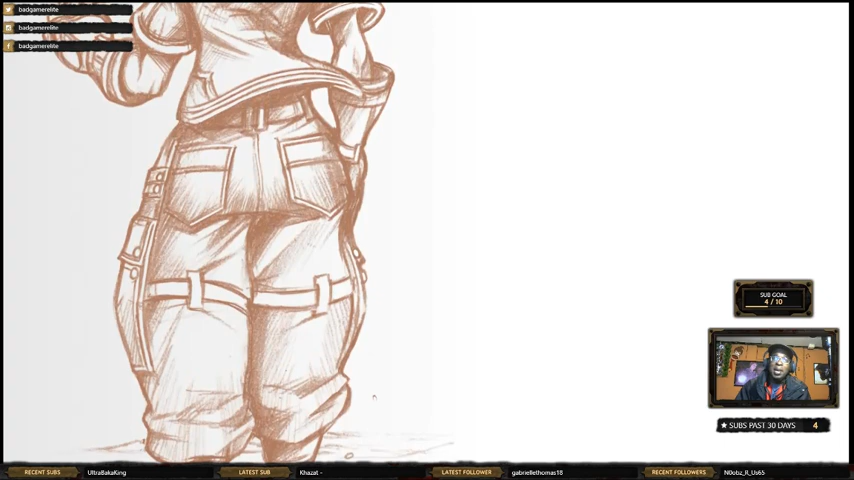 badgamerelite
badgamerelite
badgamerelite
SUB GOAL
4 / 10
★ SUBS PAST 30 DAYS 4
RECENT SUBS UltraBakaKing LATEST SUB Khazat - LATEST FOLLOWER gabriellethomas18 RECENT FOLLOWERS N0obz_R_Us65